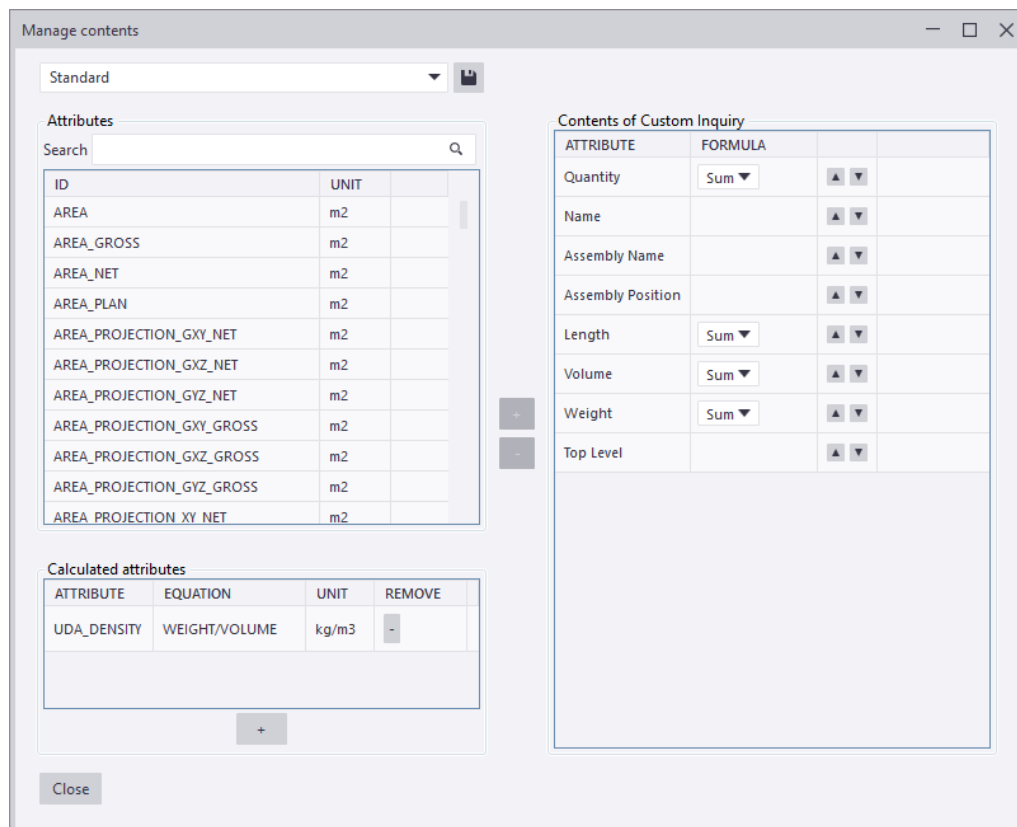 Manage contents
Standard
Attributes
Search
ID UNIT
AREA m2
AREA_GROSS m2
AREA_NET m2
AREA_PLAN m2
AREA_PROJECTION_GXY_NET m2
AREA_PROJECTION_GXZ_NET m2
AREA_PROJECTION_GYZ_NET m2
AREA_PROJECTION_GXY_GROSS m2
AREA_PROJECTION_GXZ_GROSS m2
AREA_PROJECTION_GYZ_GROSS m2
AREA_PROJECTION_XY_NET m2
+
-
Contents of Custom Inquiry
ATTRIBUTE FORMULA
Quantity Sum
Name
Assembly Name
Assembly Position
Length Sum
Volume Sum
Weight Sum
Top Level
Calculated attributes
ATTRIBUTE EQUATION UNIT REMOVE
UDA_DENSITY WEIGHT/VOLUME kg/m3 -
+
Close